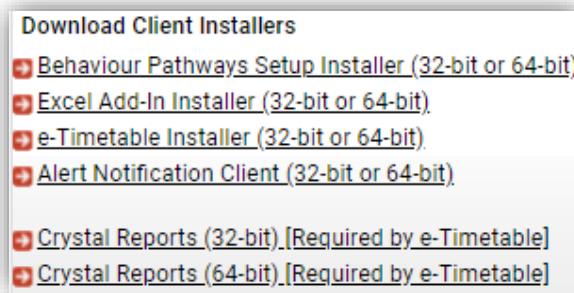 Download Client Installers
Behaviour Pathways Setup Installer (32-bit or 64-bit)
Excel Add-In Installer (32-bit or 64-bit)
e-Timetable Installer (32-bit or 64-bit)
Alert Notification Client (32-bit or 64-bit)
Crystal Reports (32-bit) [Required by e-Timetable]
Crystal Reports (64-bit) [Required by e-Timetable]